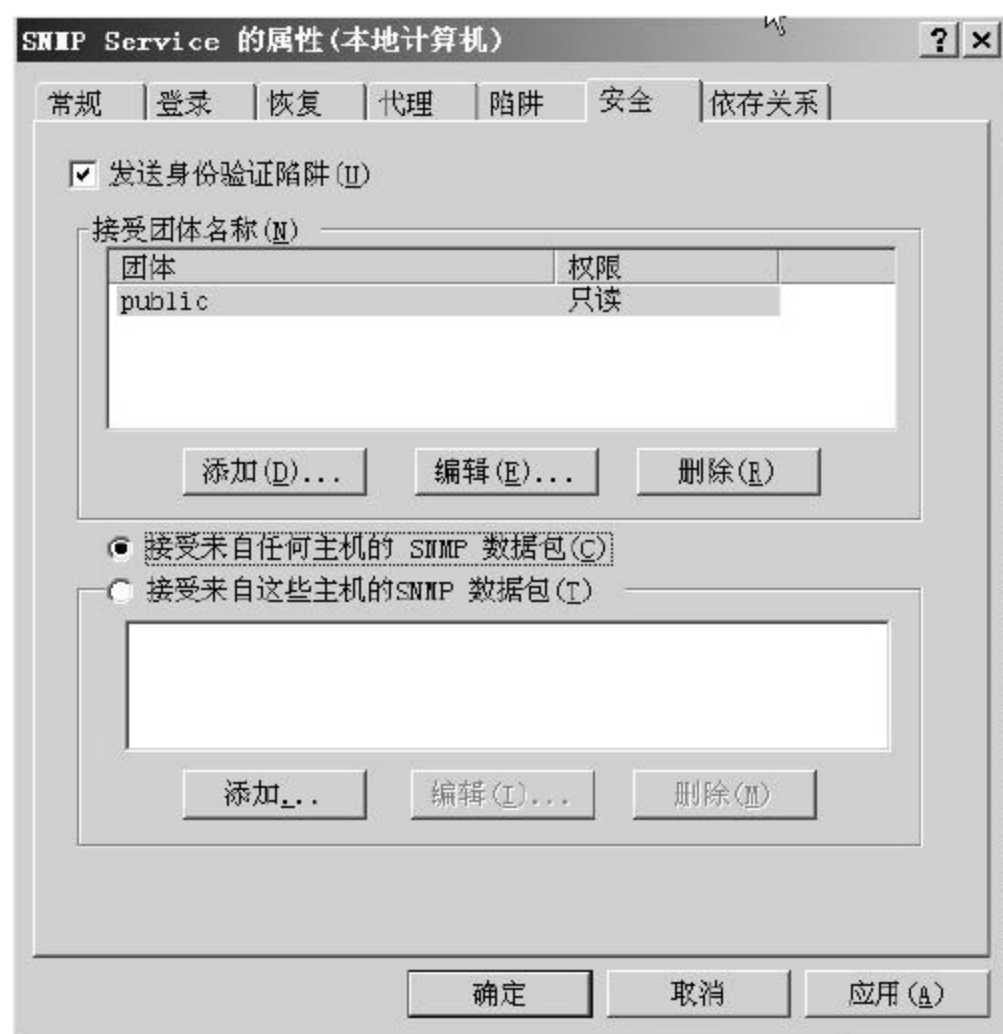 SNMP Service 的属性(本地计算机)
常规 登录 恢复 代理 陷阱 安全 依存关系
发送身份验证陷阱(U)
接受团体名称(N)
团体 权限
public 只读
添加(D)... 编辑(E)... 删除(R)
接受来自任何主机的 SNMP 数据包(C)
接受来自这些主机的SNMP 数据包(T)
添加... 编辑(I)... 删除(M)
确定 取消 应用(A)